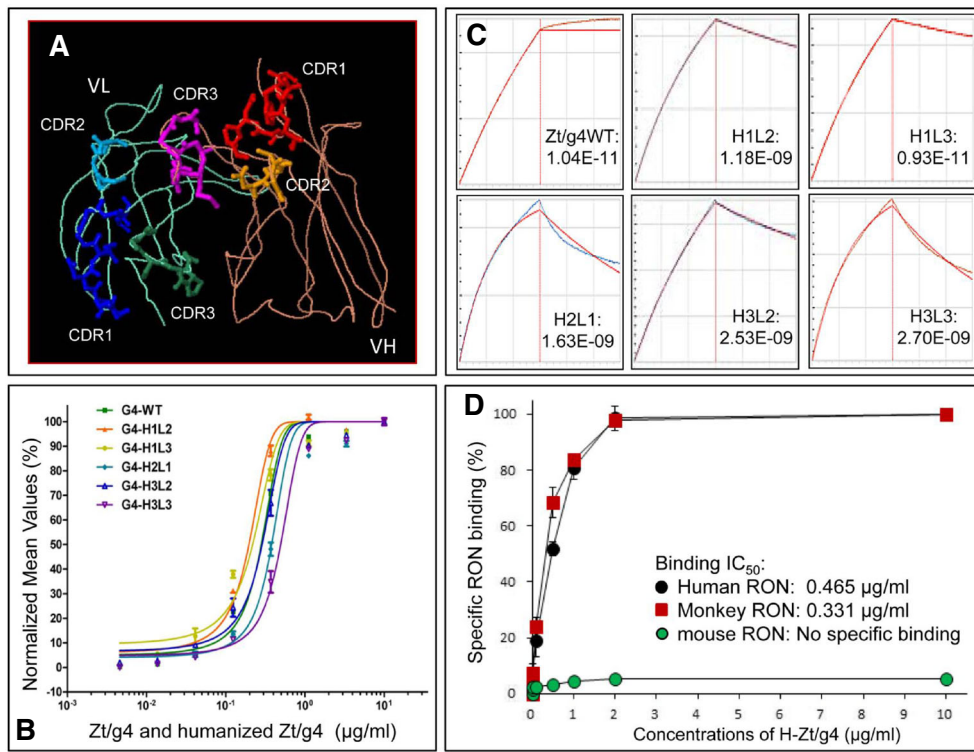 A
VL
CDR1
CDR3
CDR2
CDR2
CDR1
CDR3
VH
C
Zt/g4WT:
1.04E-11
H1L2:
1.18E-09
H1L3:
0.93E-11
H2L1:
1.63E-09
H3L2:
2.53E-09
H3L3:
2.70E-09
B
Normalized Mean Values (%)
100
90
80
70
60
50
40
30
20
10
0
-10
G4-WT
G4-H1L2
G4-H1L3
G4-H2L1
G4-H3L2
G4-H3L3
10-3
10-2
10-1
100
101
Zt/g4 and humanized Zt/g4 (µg/ml)
D
Specific RON binding (%)
100
80
60
40
20
0
Binding IC50:
Human RON: 0.465 µg/ml
Monkey RON: 0.331 µg/ml
mouse RON: No specific binding
0
1
2
3
4
5
6
7
8
9
10
Concentrations of H-Zt/g4 (µg/ml)